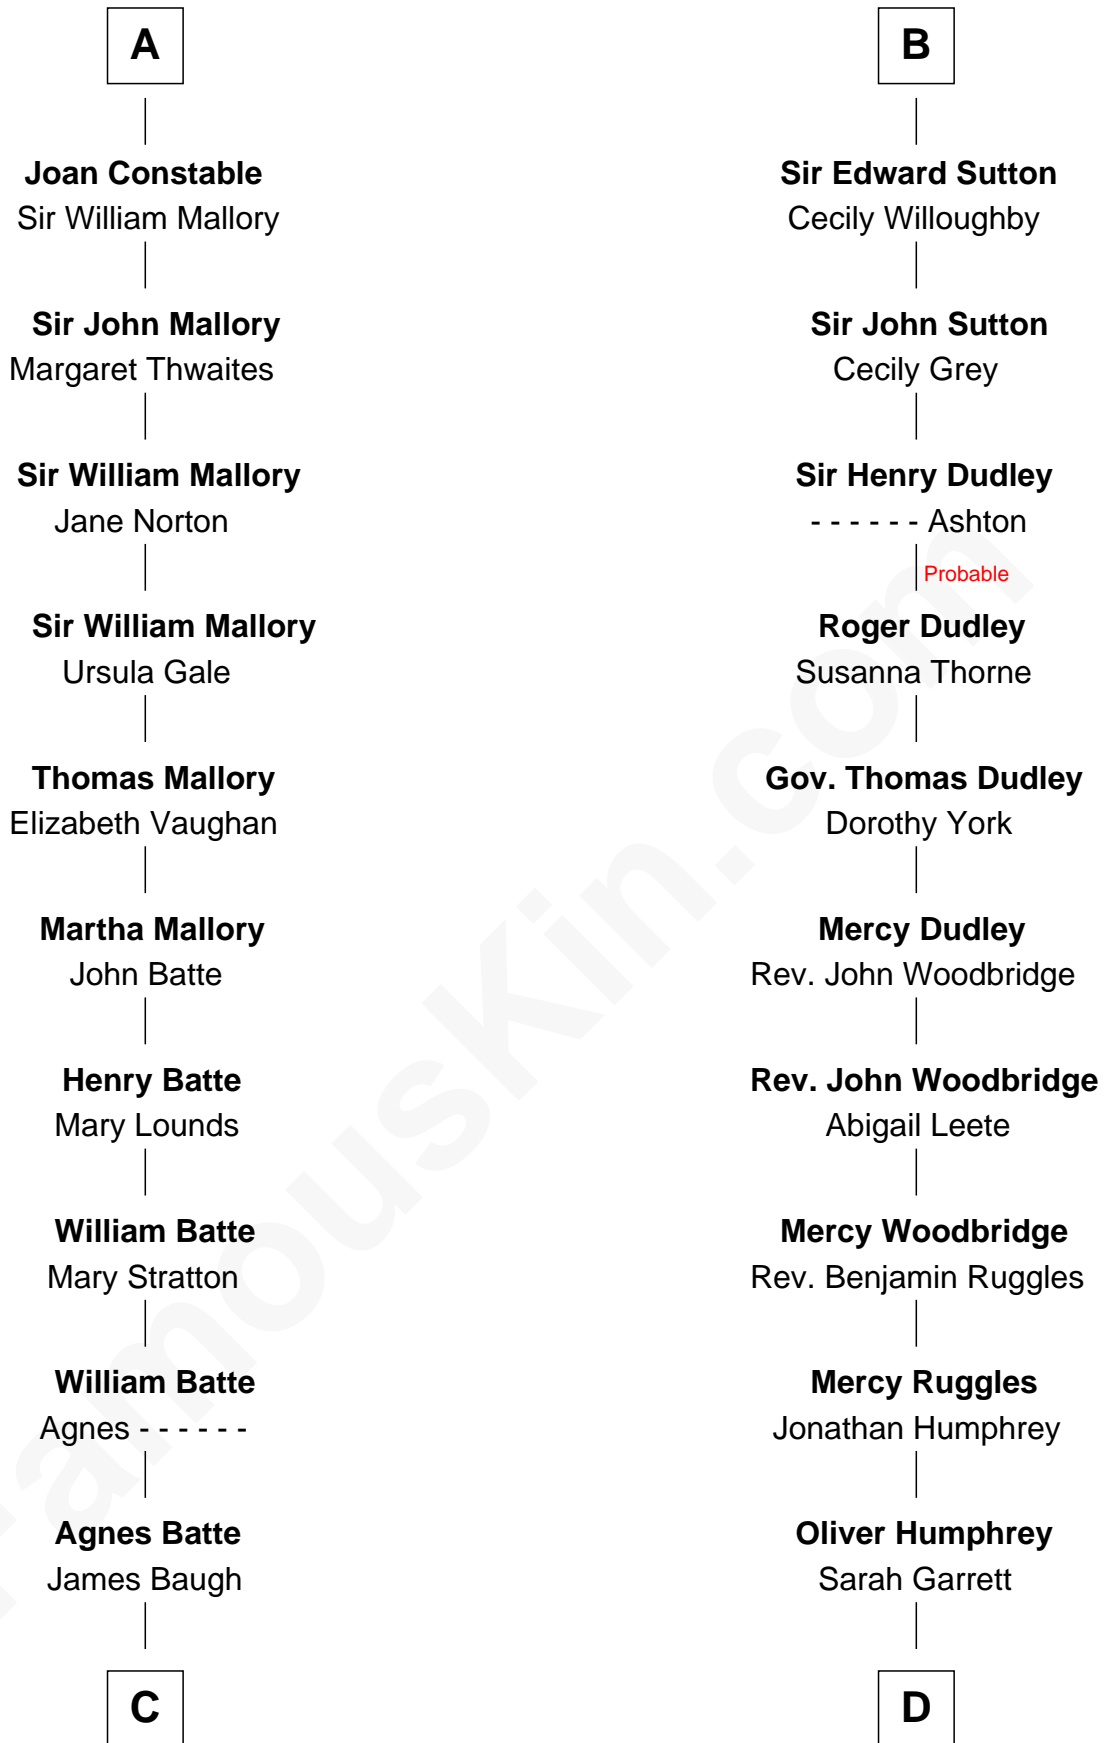 A
Joan Constable
Sir William Mallory
Sir John Mallory
Margaret Thwaites
Sir William Mallory
Jane Norton
Sir William Mallory
Ursula Gale
Thomas Mallory
Elizabeth Vaughan
Martha Mallory
John Batte
Henry Batte
Mary Lounds
William Batte
Mary Stratton
William Batte
Agnes - - - - - -
Agnes Batte
James Baugh
C
B
Sir Edward Sutton
Cecily Willoughby
Sir John Sutton
Cecily Grey
Sir Henry Dudley
- - - - - - Ashton
Probable
Roger Dudley
Susanna Thorne
Gov. Thomas Dudley
Dorothy York
Mercy Dudley
Rev. John Woodbridge
Rev. John Woodbridge
Abigail Leete
Mercy Woodbridge
Rev. Benjamin Ruggles
Mercy Ruggles
Jonathan Humphrey
Oliver Humphrey
Sarah Garrett
D
FamousKin.com